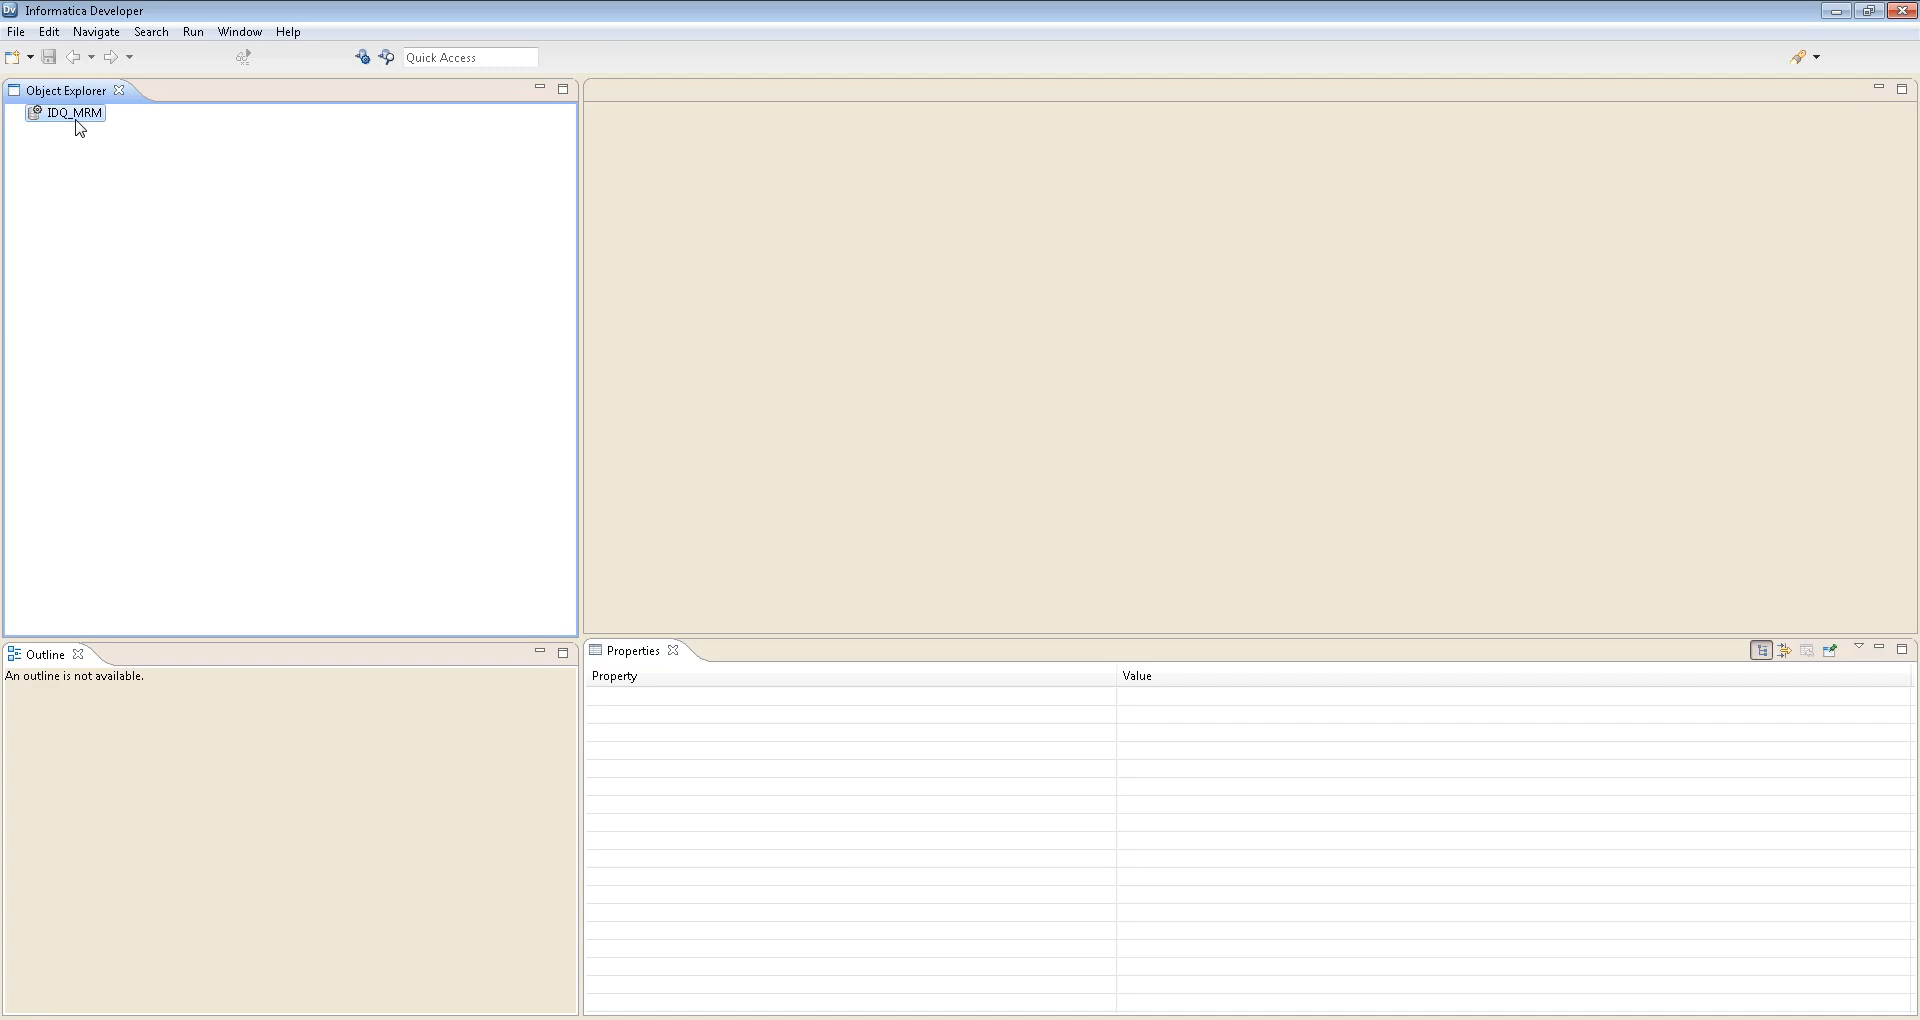 Dv Informatica Developer
File Edit Navigate Search Run Window Help
Quick Access
Object Explorer
IDQ_MRM
Outline
An outline is not available.
Properties
Property Value